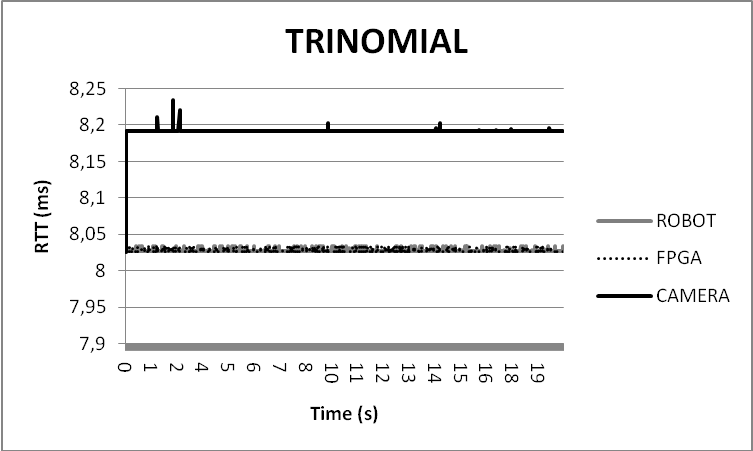 TRINOMIAL
8,25
8,2
8,15
8,1
8,05
8
7,95
7,9
RTT (ms)
0 1 2 4 5 6 7 8 10 11 12 13 14 16 17 18 19
Time (s)
ROBOT
FPGA
CAMERA